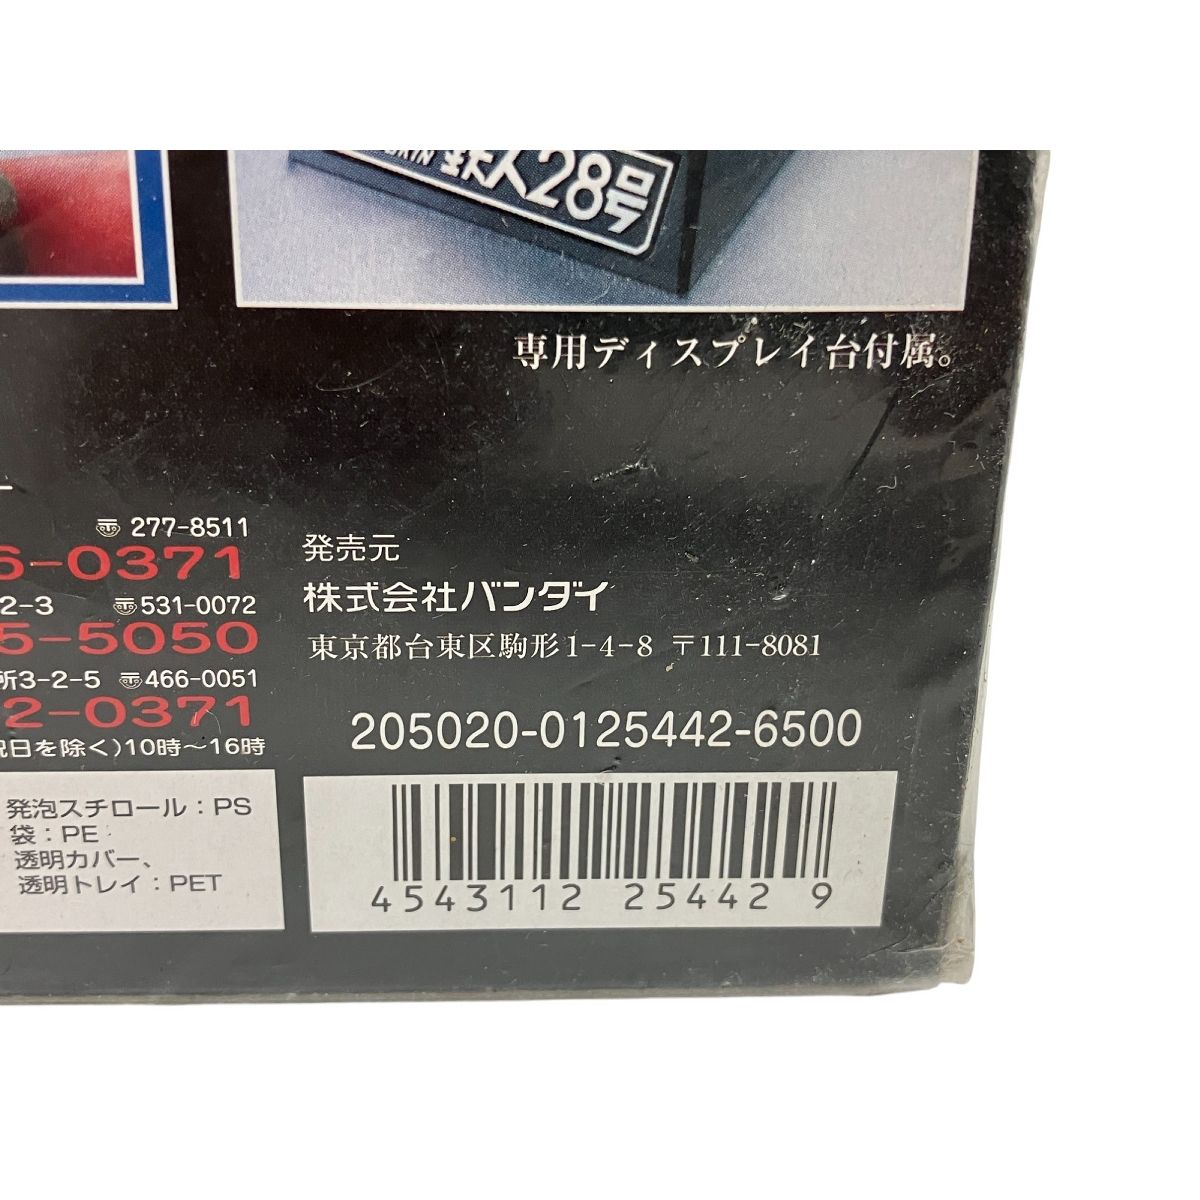 鉄人28号
専用ディスプレイ台付属。
277-8511
6-0371
2-3 531-0072
5-5050
所3-2-5 466-0051
2-0371
祝日を除く)10時〜16時
発売元
株式会社バンダイ
東京都台東区駒形1-4-8 〒111-8081
205020-0125442-6500
発泡スチロール：PS
袋：PE
透明カバー、
透明トレイ：PET
4543112 25442 9